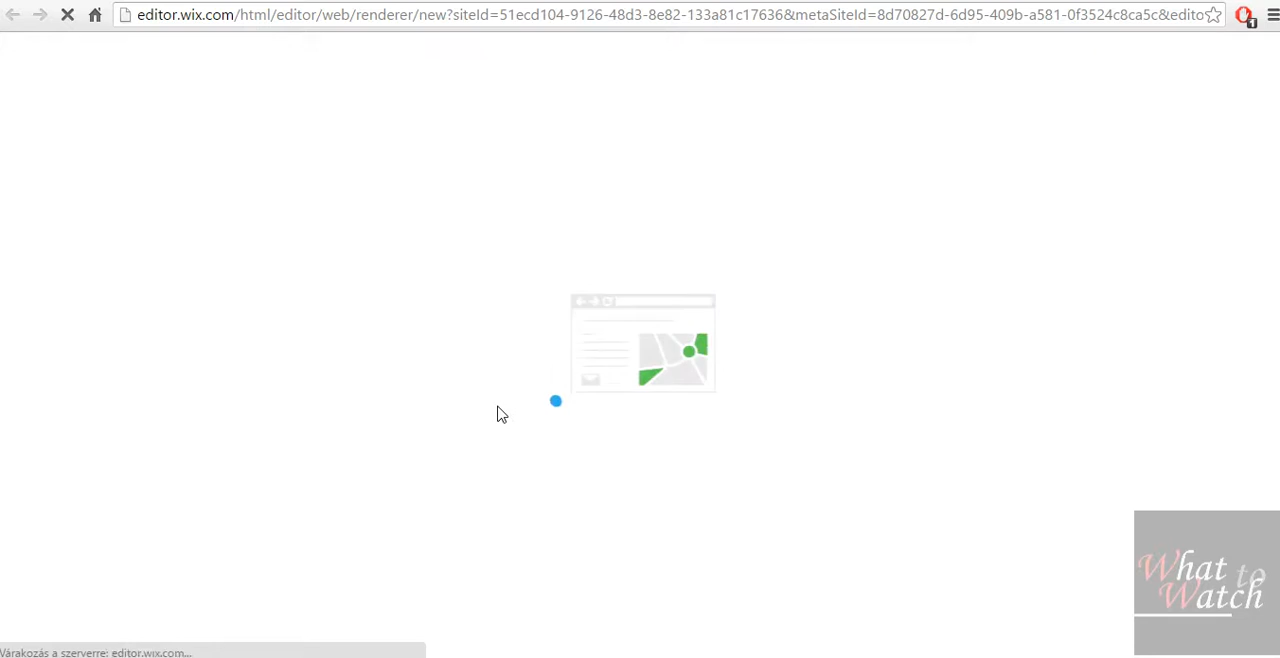 editor.wix.com/html/editor/web/renderer/new?siteId=51ecd104-9126-48d3-8e82-133a81c17636&metaSiteId=8d70827d-6d95-409b-a581-0f3524c8ca5c&edito
1
What to
Watch
Várakozás a szerverre: editor.wix.com...